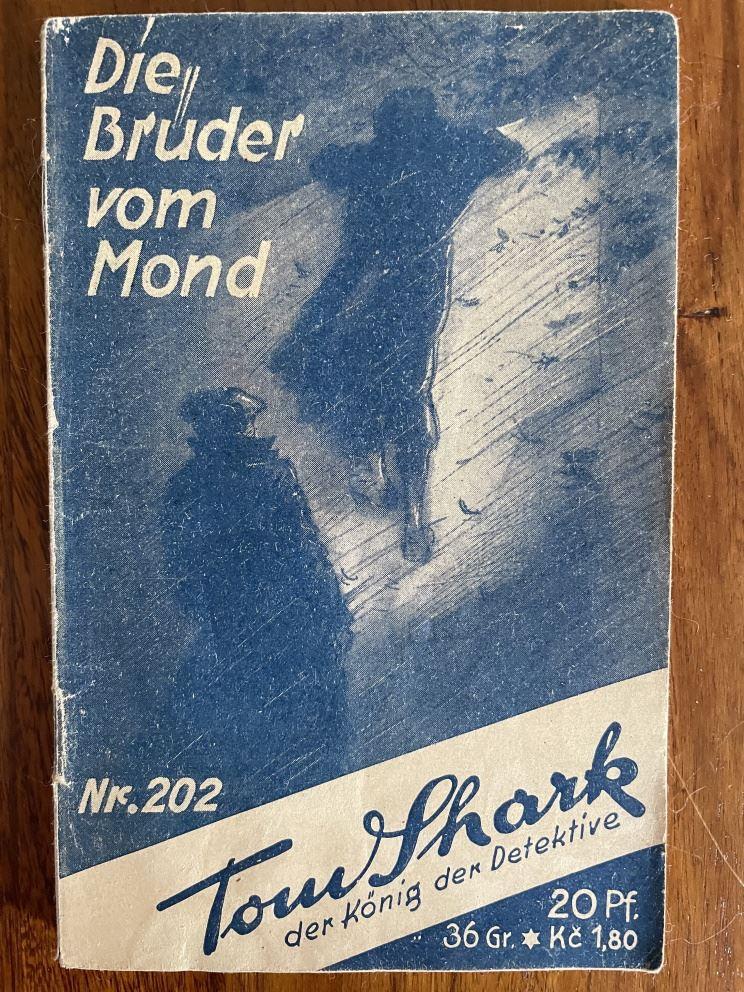 Die
Brüder
vom
Mond
Nr. 202
Tom Shark
der König der Detektive
20 Pf.
36 Gr. ★ Kč 1,80